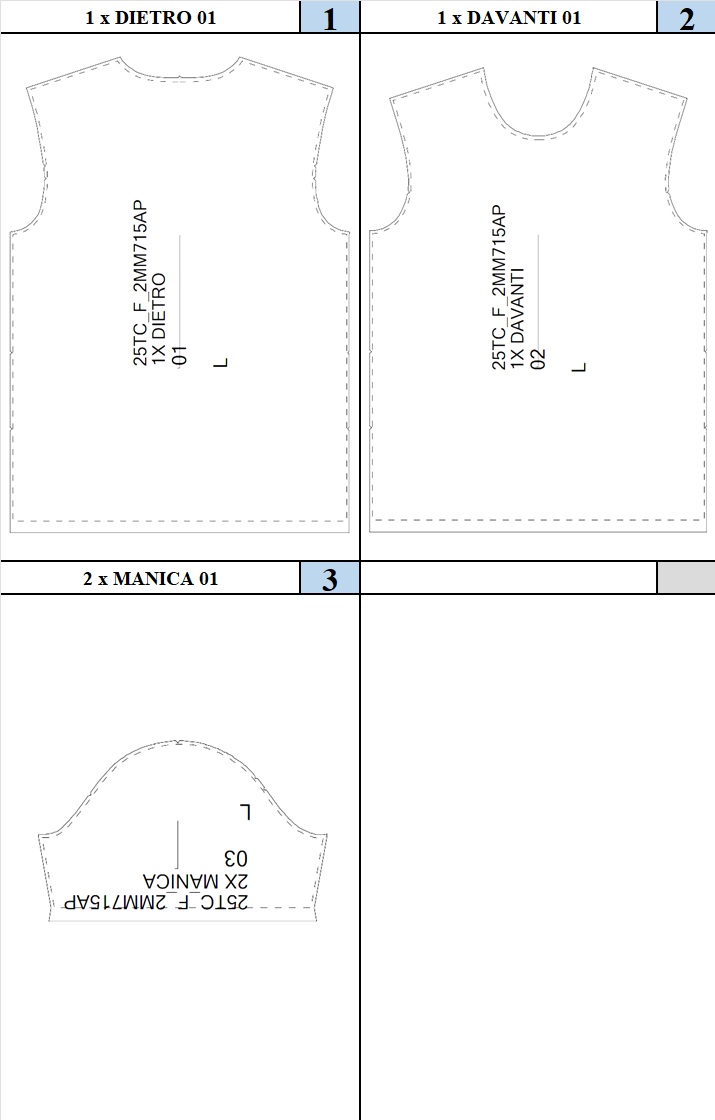 1 x DIETRO 01
1
1 x DAVANTI 01
2
25TC_F_2MM715AP
1X DIETRO
01
L
25TC_F_2MM715AP
1X DAVANTI
02
L
2 x MANICA 01
3
25TC_F_2MM715AP
2X MANICA
03
L